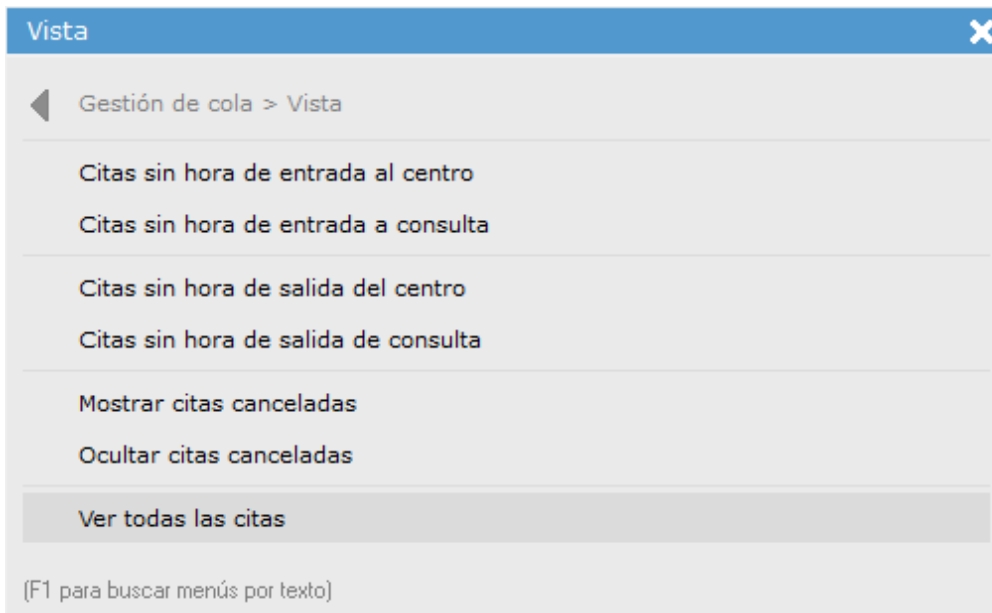 Vista
Gestión de cola > Vista
Citas sin hora de entrada al centro
Citas sin hora de entrada a consulta
Citas sin hora de salida del centro
Citas sin hora de salida de consulta
Mostrar citas canceladas
Ocultar citas canceladas
Ver todas las citas
(F1 para buscar menús por texto)